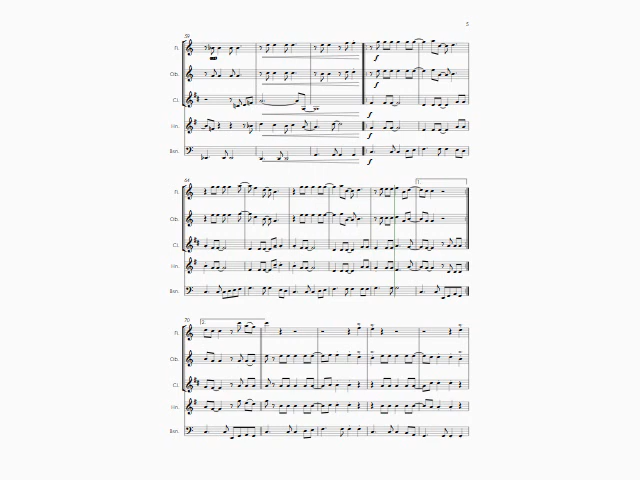 5
59
Fl.
Ob.
Cl.
Hn.
Bsn.
f
f
f
f
f
64
1.
Fl.
Ob.
Cl.
Hn.
Bsn.
70
2.
Fl.
Ob.
Cl.
Hn.
Bsn.